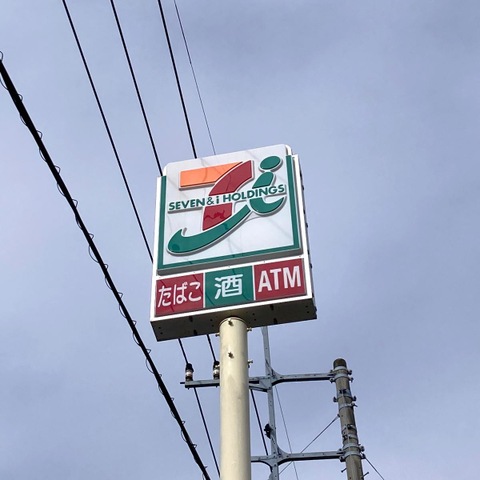 SEVEN & i HOLDINGS
たばこ 酒 ATM